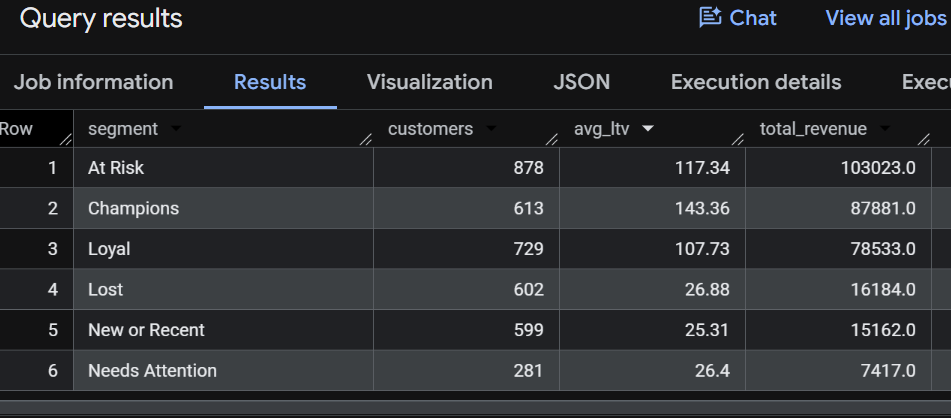 Query results Chat View all jobs
Job information Results Visualization JSON Execution details Execu
Row segment customers avg_ltv total_revenue
1 At Risk 878 117.34 103023.0
2 Champions 613 143.36 87881.0
3 Loyal 729 107.73 78533.0
4 Lost 602 26.88 16184.0
5 New or Recent 599 25.31 15162.0
6 Needs Attention 281 26.4 7417.0